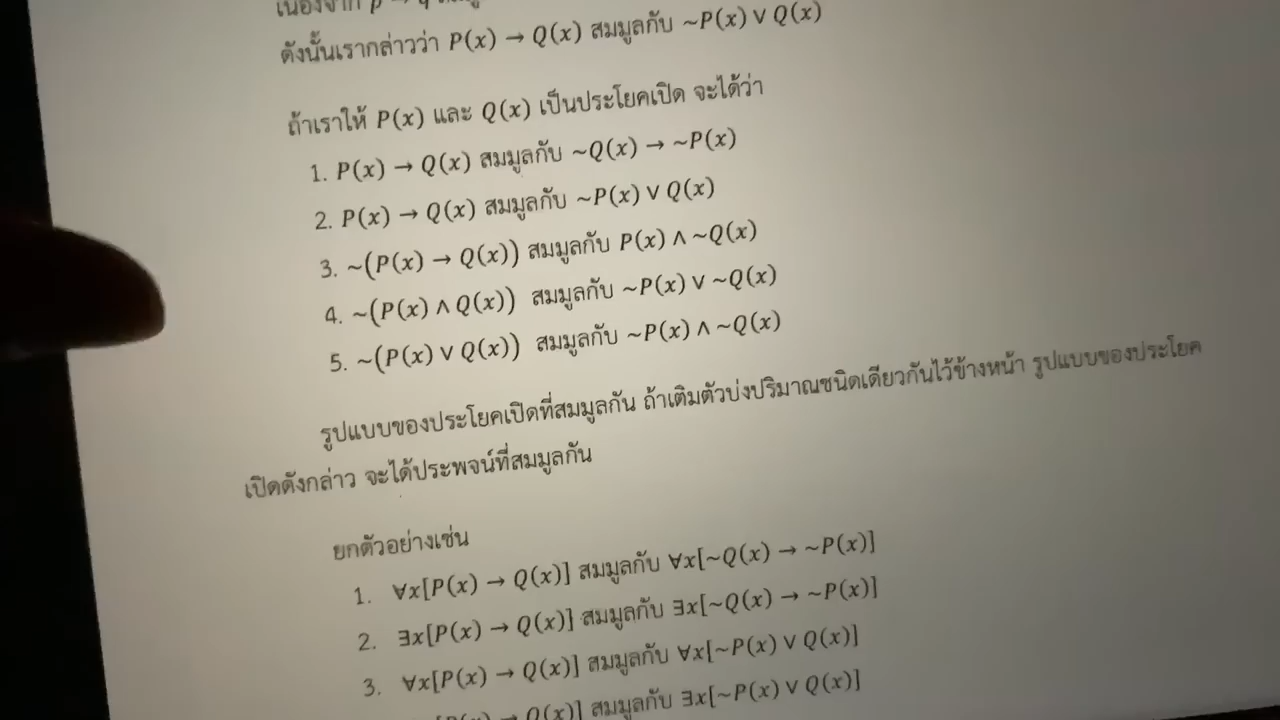 เนื่องจาก p → q
ดังนั้นเรากล่าวว่า P(x) → Q(x) สมมูลกับ ~P(x) ∨ Q(x)
ถ้าเราให้ P(x) และ Q(x) เป็นประโยคเปิด จะได้ว่า
1. P(x) → Q(x) สมมูลกับ ~Q(x) → ~P(x)
2. P(x) → Q(x) สมมูลกับ ~P(x) ∨ Q(x)
3. ~(P(x) → Q(x)) สมมูลกับ P(x) ∧ ~Q(x)
4. ~(P(x) ∧ Q(x)) สมมูลกับ ~P(x) ∨ ~Q(x)
5. ~(P(x) ∨ Q(x)) สมมูลกับ ~P(x) ∧ ~Q(x)
รูปแบบของประโยคเปิดที่สมมูลกัน ถ้าเติมตัวบ่งปริมาณชนิดเดียวกันไว้ข้างหน้า รูปแบบของประโยค
เปิดดังกล่าว จะได้ประพจน์ที่สมมูลกัน
ยกตัวอย่างเช่น
1. ∀x[P(x) → Q(x)] สมมูลกับ ∀x[~Q(x) → ~P(x)]
2. ∃x[P(x) → Q(x)] สมมูลกับ ∃x[~Q(x) → ~P(x)]
3. ∀x[P(x) → Q(x)] สมมูลกับ ∀x[~P(x) ∨ Q(x)]
[P(x) → Q(x)] สมมูลกับ ∃x[~P(x) ∨ Q(x)]